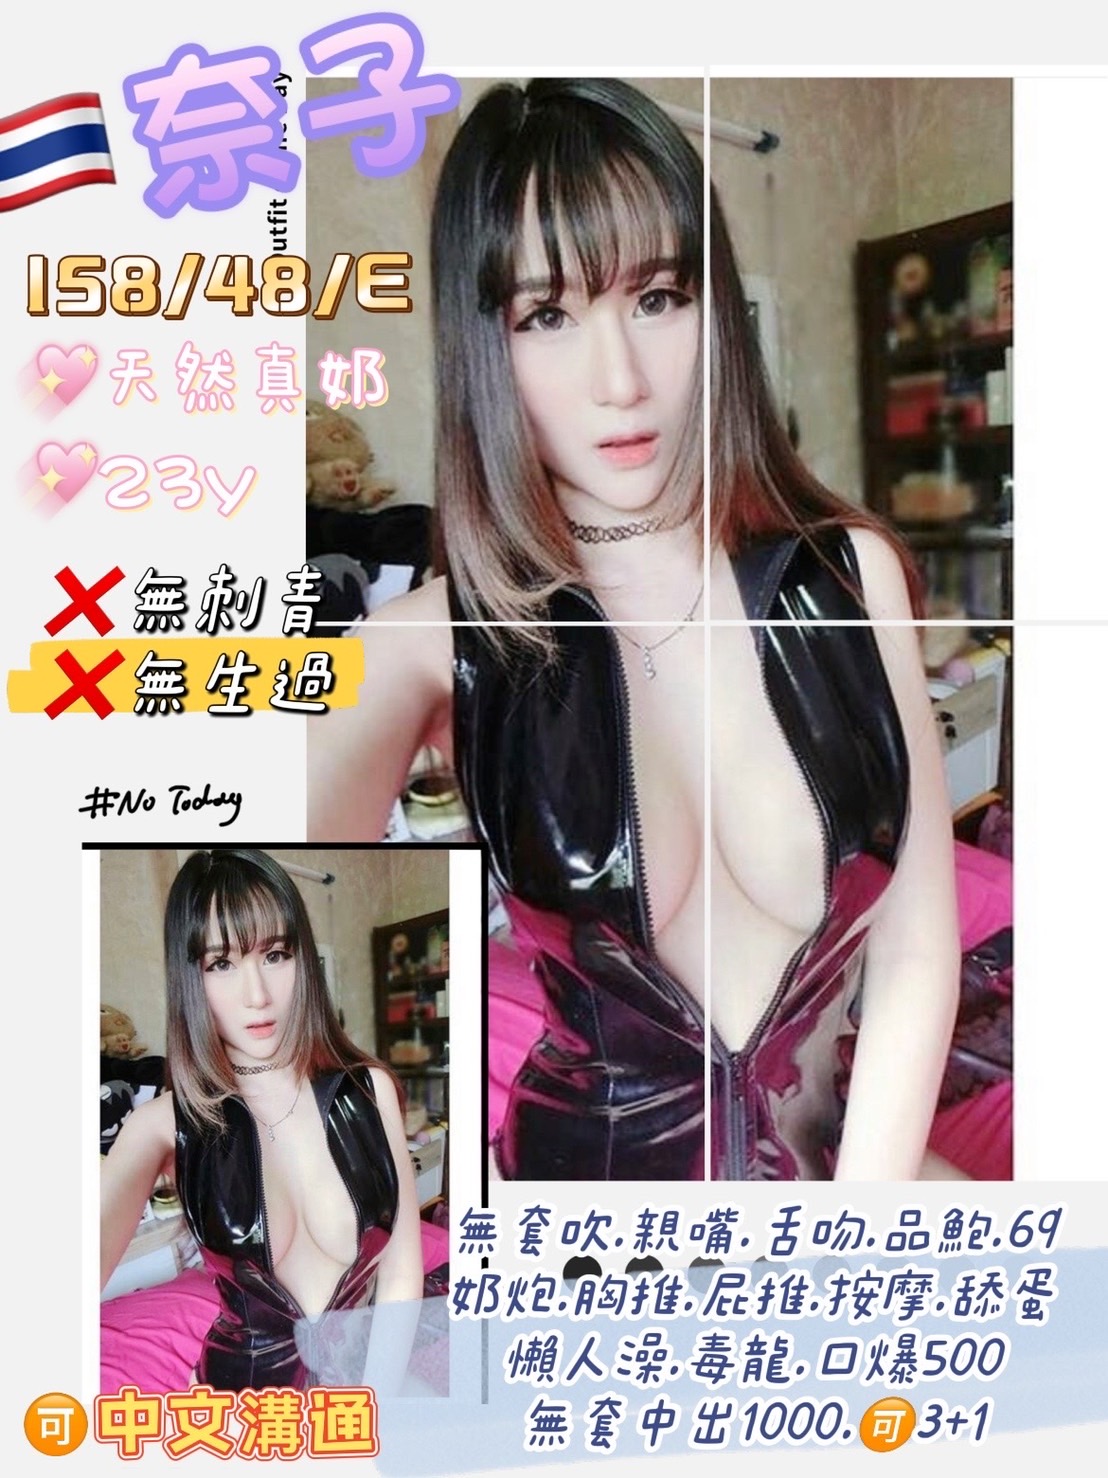 奈子
158/48/E
天然真奶
23y
無刺青
無生過
#No Today
無套吹.親嘴.舌吻.品鮑.69
奶炮.胸推.屁推.按摩.舔蛋
懶人澡.毒龍.口爆500
無套中出1000.可3+1
可中文溝通